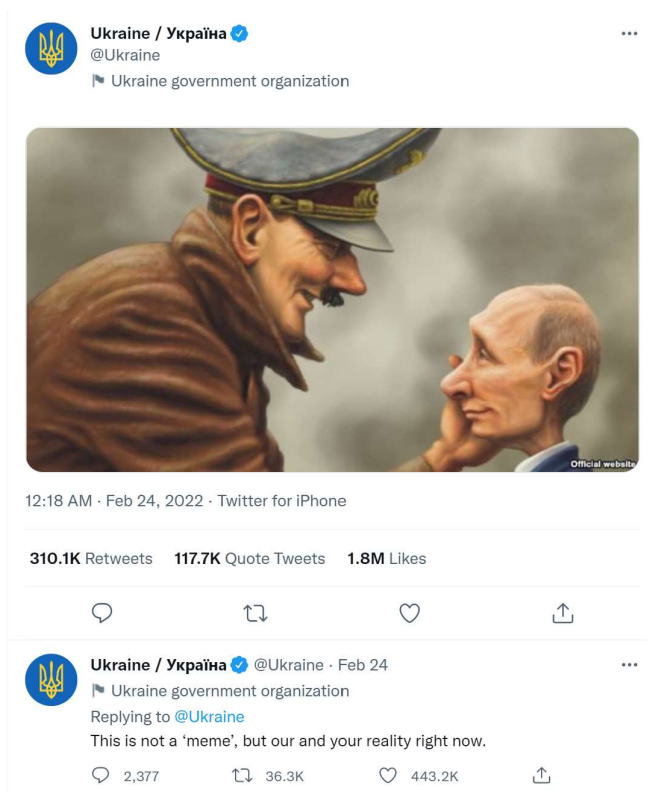 Ukraine / Україна
@Ukraine
Ukraine government organization
Official website
12:18 AM · Feb 24, 2022 · Twitter for iPhone
310.1K Retweets 117.7K Quote Tweets 1.8M Likes
Ukraine / Україна @Ukraine · Feb 24
Ukraine government organization
Replying to @Ukraine
This is not a ‘meme’, but our and your reality right now.
2,377 36.3K 443.2K